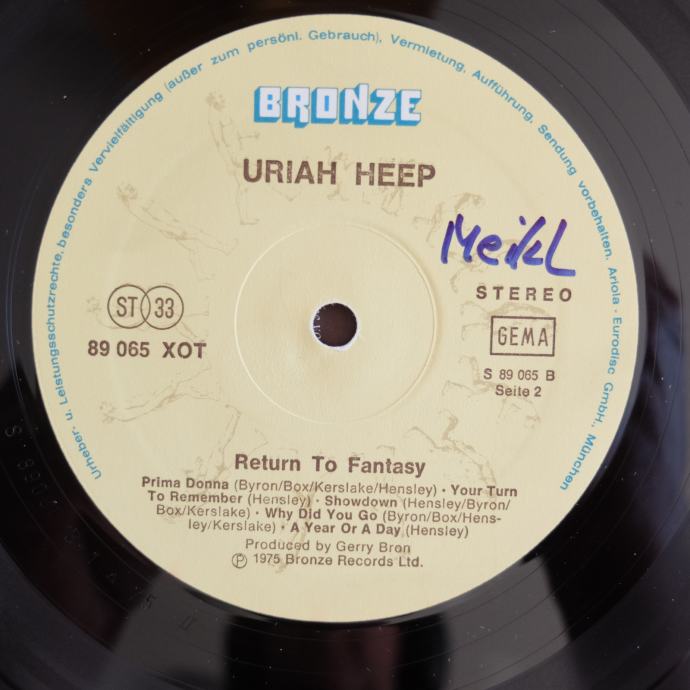 Urheber- u. Leistungsschutzrechte, besonders Vervielfältigung (außer zum persönl. Gebrauch), Vermietung, Aufführung, Sendung vorbehalten. Ariola - Eurodisc GmbH., München
BRONZE
URIAH HEEP
STEREO
ST 33
GEMA
89 065 XOT
S 89 065 B
Seite 2
Return To Fantasy
Prima Donna (Byron/Box/Kerslake/Hensley) · Your Turn
To Remember (Hensley) · Showdown (Hensley/Byron/
Box/Kerslake) · Why Did You Go (Byron/Box/Hens-
ley/Kerslake) · A Year Or A Day (Hensley)
Produced by Gerry Bron
℗ 1975 Bronze Records Ltd.